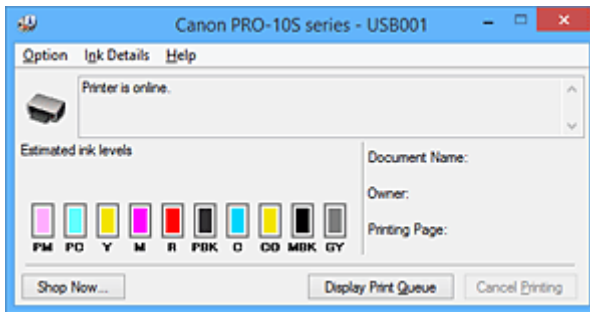 Canon PRO-10S series - USB001
Option Ink Details Help
Printer is online.
Estimated ink levels
Document Name:
Owner:
Printing Page:
PM PC Y M R PBK C CO MBK GY
Shop Now... Display Print Queue Cancel Printing